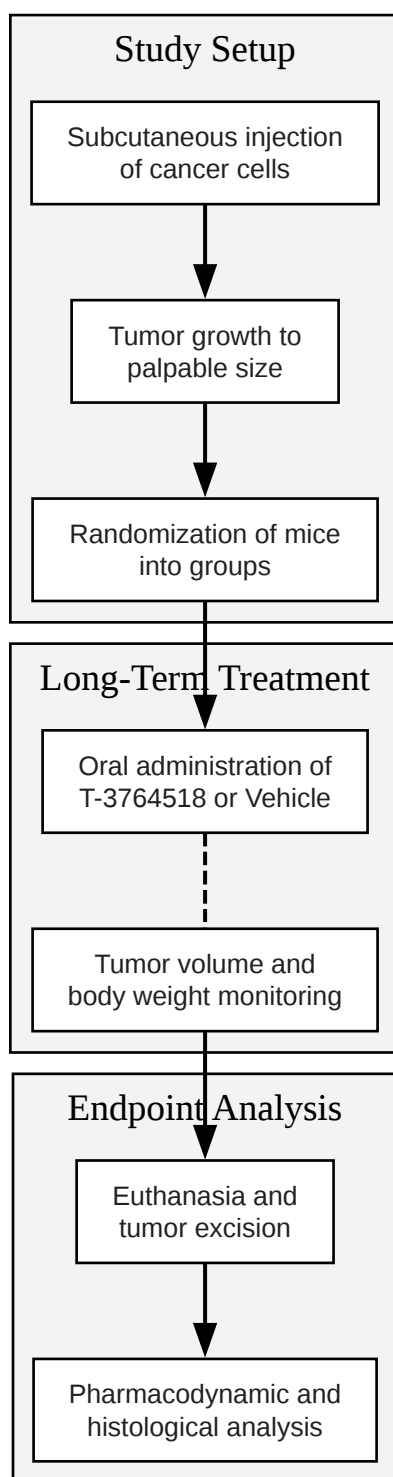 Study Setup
Subcutaneous injection
of cancer cells
Tumor growth to
palpable size
Randomization of mice
into groups
Long-Term Treatment
Oral administration of
T-3764518 or Vehicle
Tumor volume and
body weight monitoring
Endpoint Analysis
Euthanasia and
tumor excision
Pharmacodynamic and
histological analysis